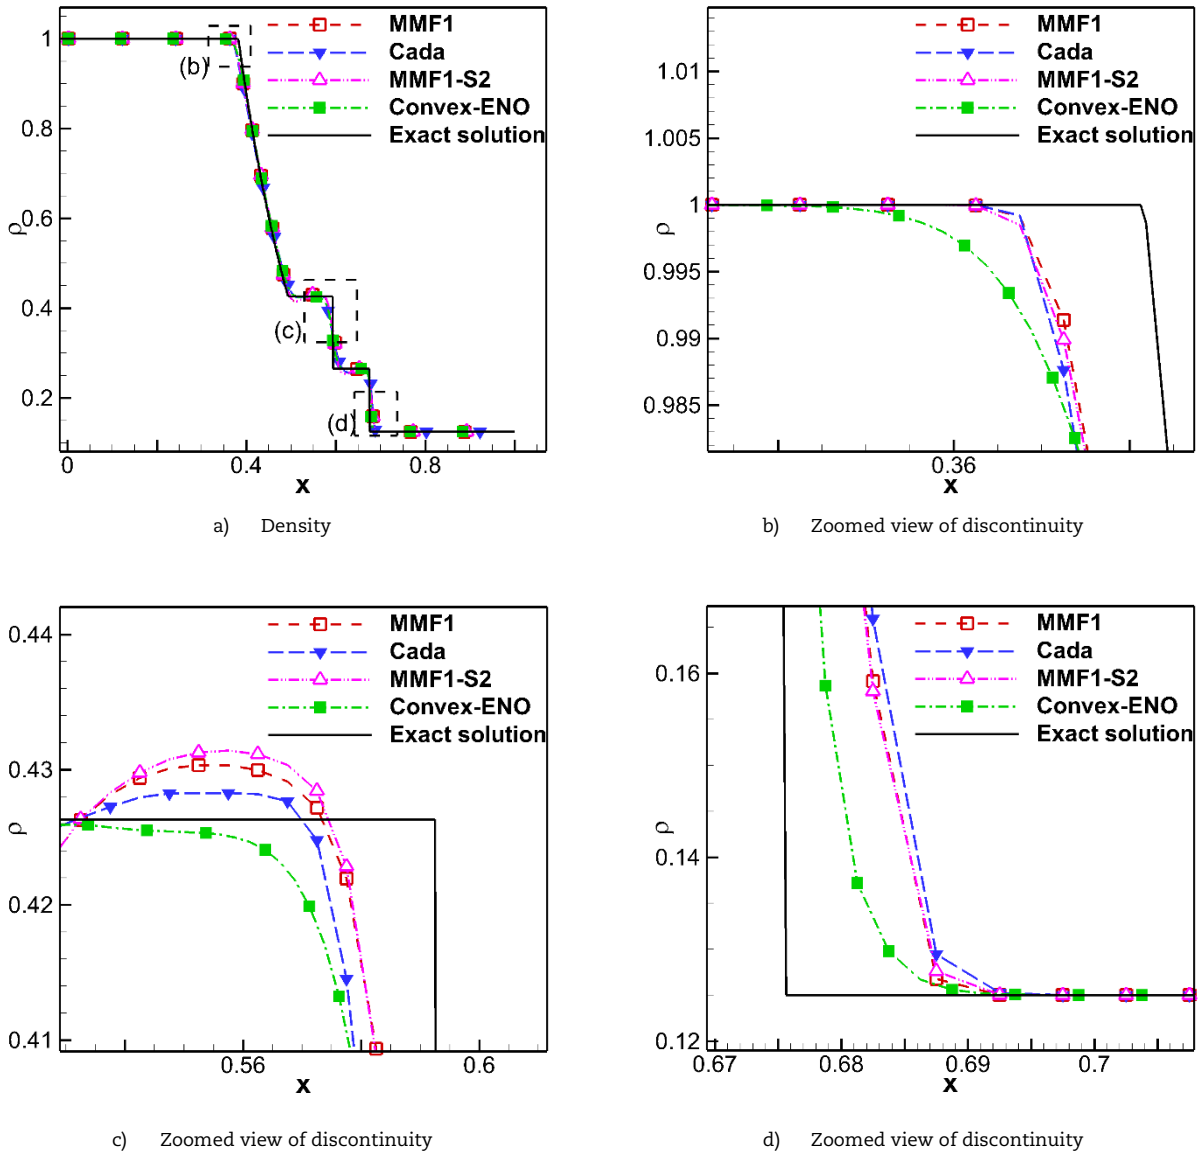 MMF1
Cada
MMF1-S2
Convex-ENO
Exact solution
1
0.8
0.6
0.4
0.2
ρ
(b)
(c)
(d)
0
0.4
0.8
x
a) Density
MMF1
Cada
MMF1-S2
Convex-ENO
Exact solution
1.01
1.005
1
0.995
0.99
0.985
ρ
0.36
x
b) Zoomed view of discontinuity
MMF1
Cada
MMF1-S2
Convex-ENO
Exact solution
0.44
0.43
0.42
0.41
ρ
0.56
0.6
x
c) Zoomed view of discontinuity
MMF1
Cada
MMF1-S2
Convex-ENO
Exact solution
0.16
0.14
0.12
ρ
0.67
0.68
0.69
0.7
x
d) Zoomed view of discontinuity